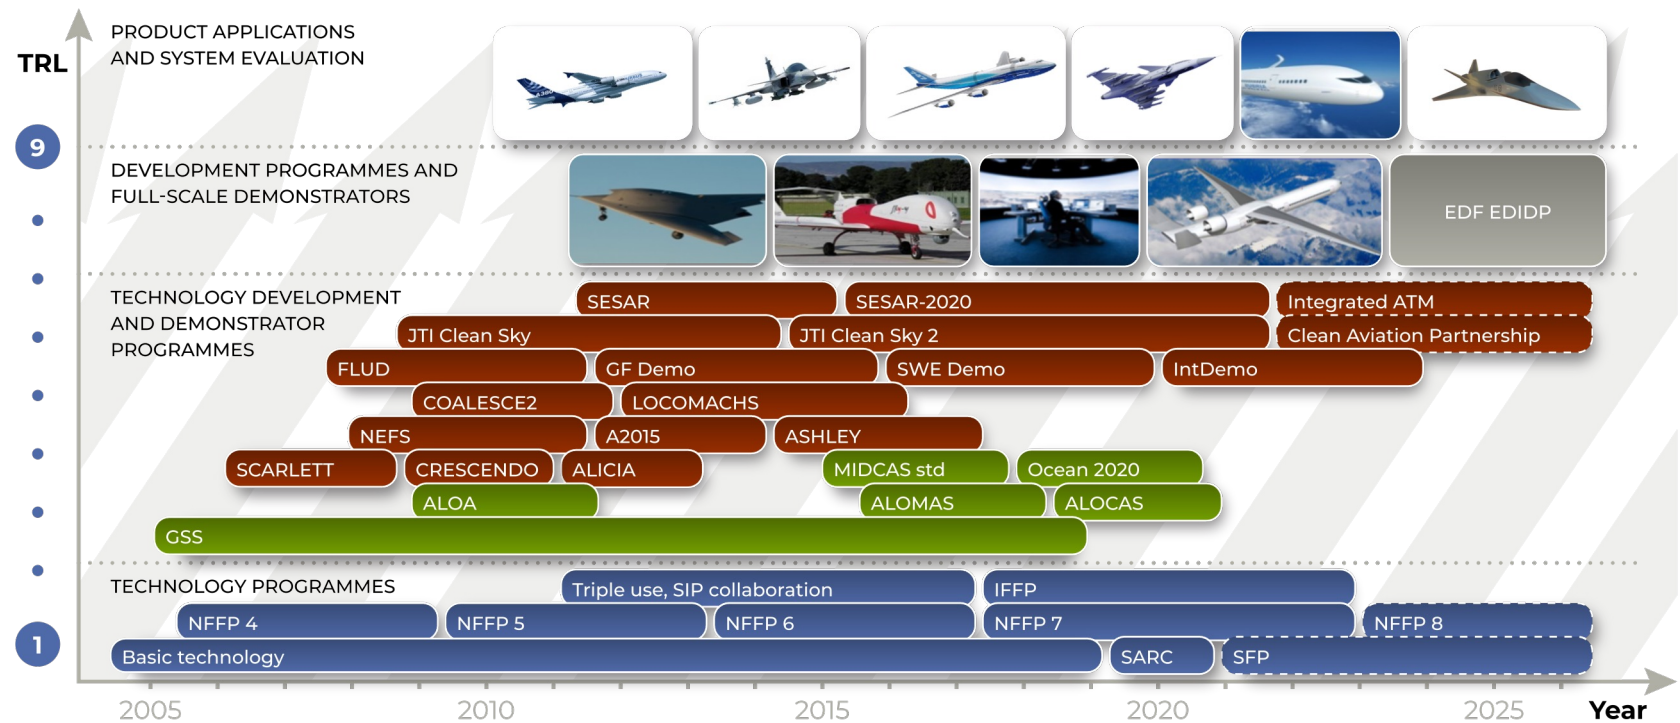 PRODUCT APPLICATIONS
AND SYSTEM EVALUATION
TRL
9
DEVELOPMENT PROGRAMMES AND
FULL-SCALE DEMONSTRATORS
EDF EDIDP
TECHNOLOGY DEVELOPMENT
AND DEMONSTRATOR
PROGRAMMES
SESAR
SESAR-2020
Integrated ATM
JTI Clean Sky
JTI Clean Sky 2
Clean Aviation Partnership
FLUD
GF Demo
SWE Demo
IntDemo
COALESCE2
LOCOMACHS
NEFS
A2015
ASHLEY
SCARLETT
CRESCENDO
ALICIA
MIDCAS std
Ocean 2020
ALOA
ALOMAS
ALOCAS
GSS
TECHNOLOGY PROGRAMMES
Triple use, SIP collaboration
IFFP
NFFP 4
NFFP 5
NFFP 6
NFFP 7
NFFP 8
1
Basic technology
SARC
SFP
2005
2010
2015
2020
2025
Year